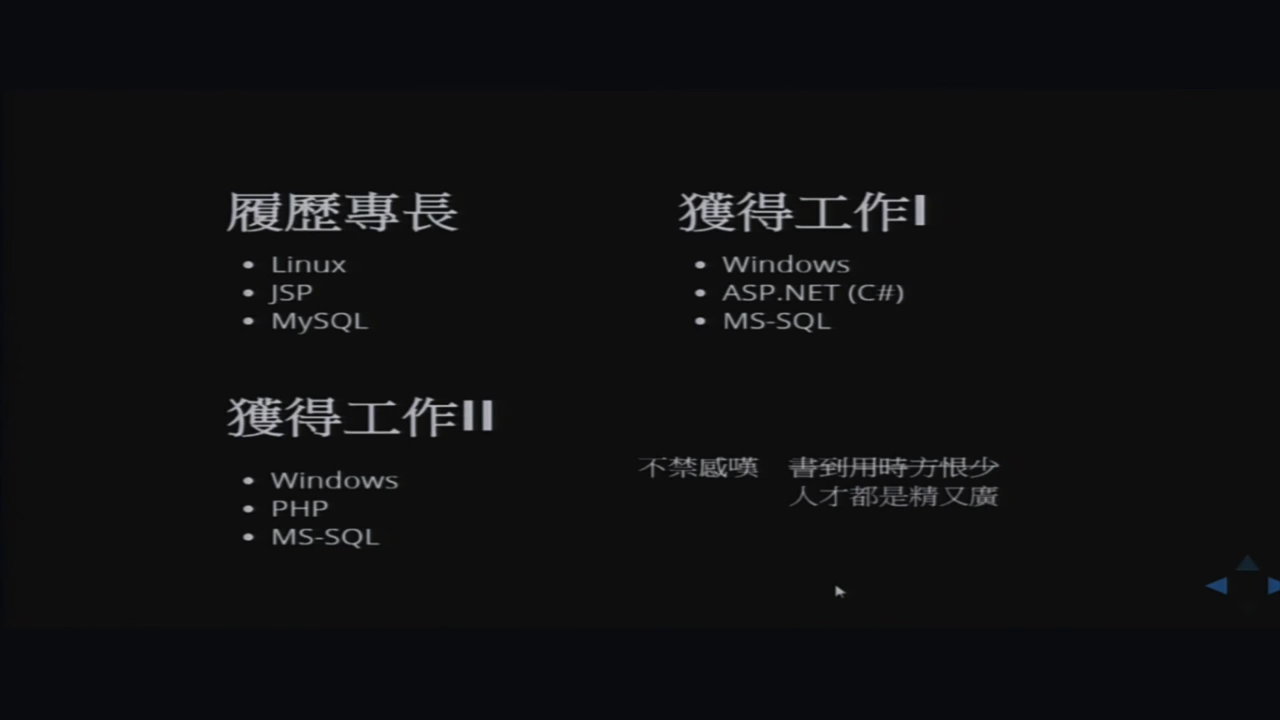 履歷專長
Linux
JSP
MySQL
獲得工作I
Windows
ASP.NET (C#)
MS-SQL
獲得工作II
Windows
PHP
MS-SQL
不禁感嘆 書到用時方恨少
人才都是精又廣